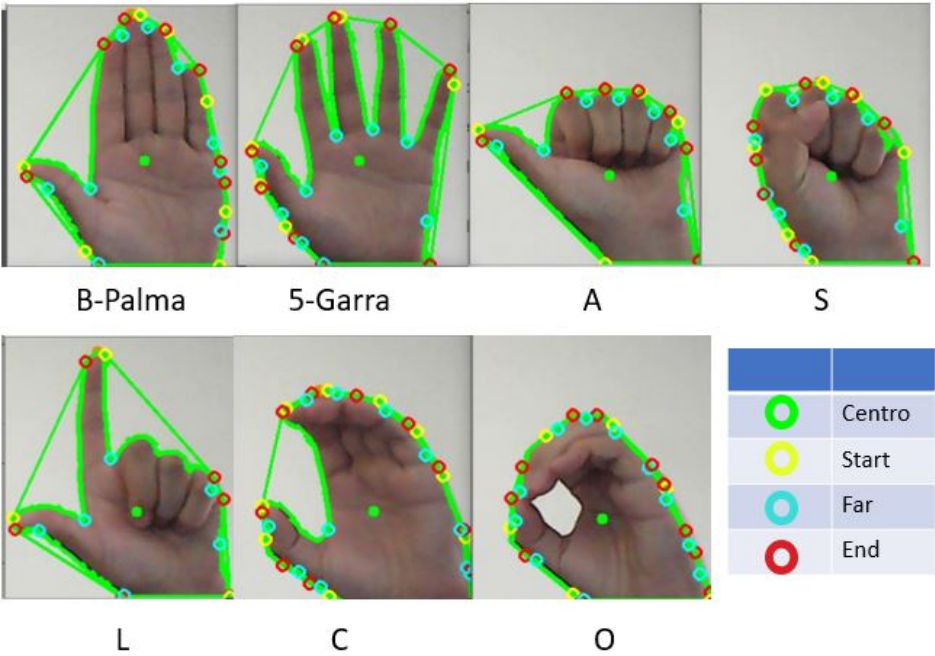 B-Palma
5-Garra
A
S
L
C
O
Centro
Start
Far
End